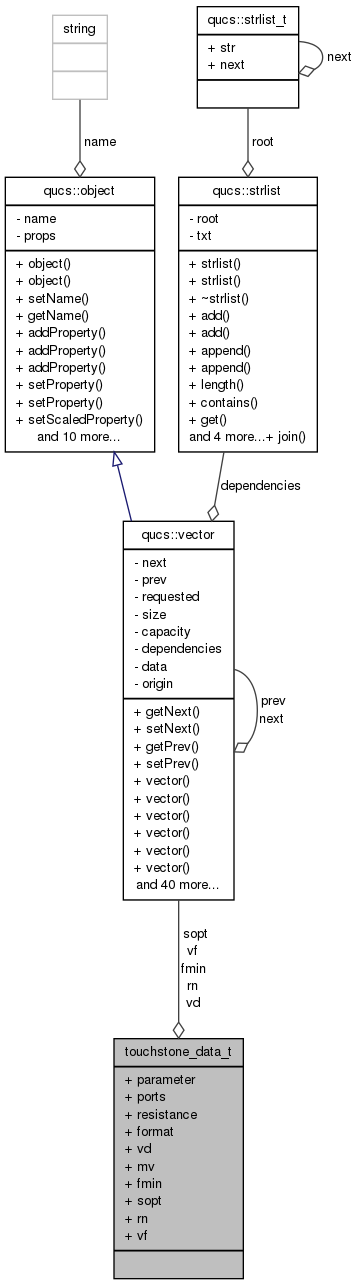 string
name
qucs::strlist_t
+ str
+ next
next
root
qucs::object
- name
- props
+ object()
+ object()
+ setName()
+ getName()
+ addProperty()
+ addProperty()
+ addProperty()
+ setProperty()
+ setProperty()
+ setScaledProperty()
and 10 more...
qucs::strlist
- root
- txt
+ strlist()
+ strlist()
+ ~strlist()
+ add()
+ add()
+ append()
+ append()
+ length()
+ contains()
+ get()
and 4 more...+ join()
dependencies
qucs::vector
- next
- prev
- requested
- size
- capacity
- dependencies
- data
- origin
+ getNext()
+ setNext()
+ getPrev()
+ setPrev()
+ vector()
+ vector()
+ vector()
+ vector()
+ vector()
+ vector()
and 40 more...
prev
next
sopt
vf
fmin
rn
vd
touchstone_data_t
+ parameter
+ ports
+ resistance
+ format
+ vd
+ mv
+ fmin
+ sopt
+ rn
+ vf